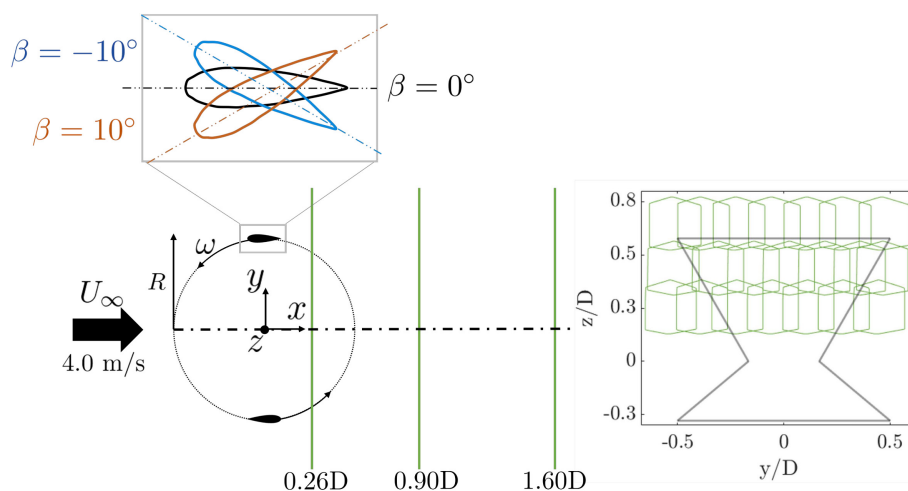 β = −10°
β = 0°
β = 10°
ω
R
y
x
z
U∞
4.0 m/s
0.26D
0.90D
1.60D
0.8
0.5
0.3
0
-0.3
z/D
-0.5
0
0.5
y/D